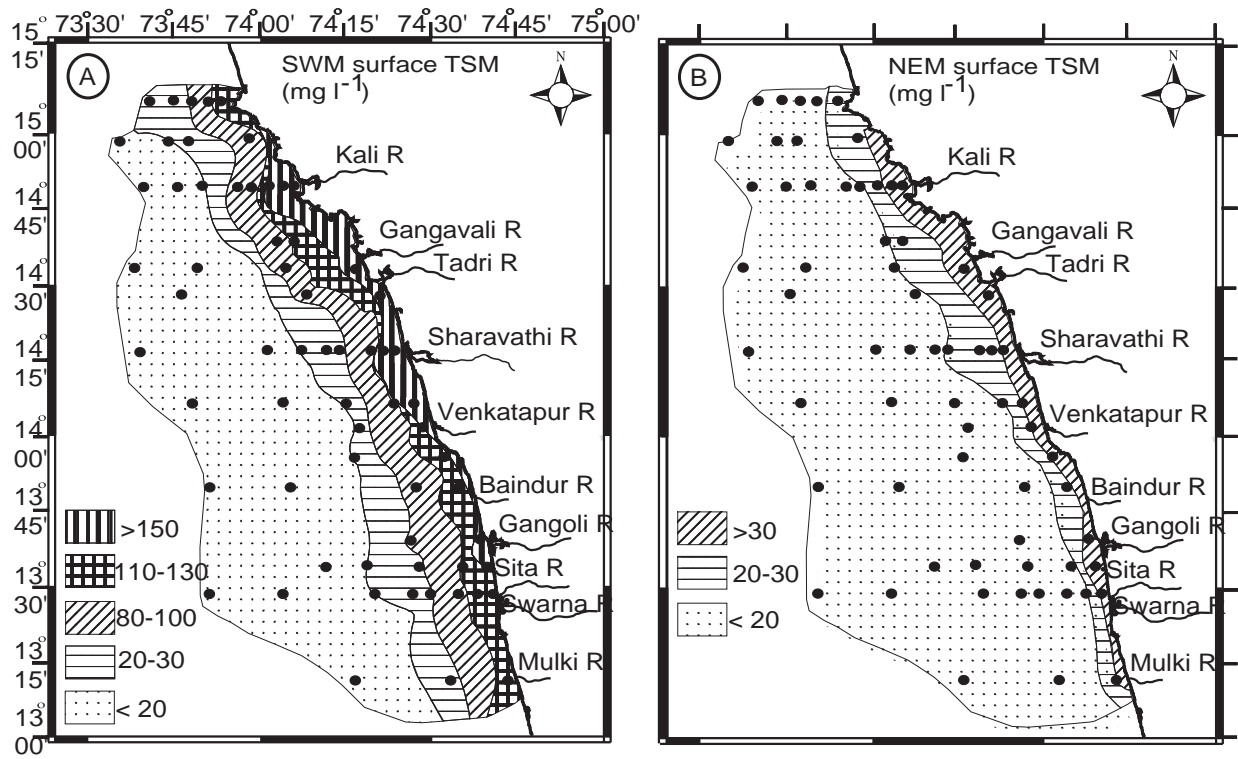 73°30' 73°45' 74°00' 74°15' 74°30' 74°45' 75°00'
15°
15'
15°
00'
14°
45'
14°
30'
14°
15'
14°
00'
13°
45'
13°
30'
13°
15'
13°
00'
A
SWM surface TSM
(mg l-1)
N
Kali R
Gangavali R
Tadri R
Sharavathi R
Venkatapur R
Baindur R
Gangoli R
Sita R
Swarna R
Mulki R
>150
110-130
80-100
20-30
< 20
B
NEM surface TSM
(mg l-1)
N
Kali R
Gangavali R
Tadri R
Sharavathi R
Venkatapur R
Baindur R
Gangoli R
Sita R
Swarna R
Mulki R
>30
20-30
< 20